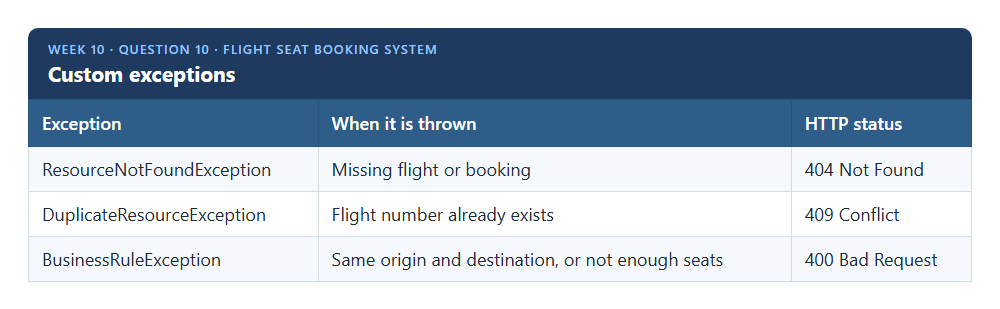 WEEK 10 · QUESTION 10 · FLIGHT SEAT BOOKING SYSTEM
Custom exceptions
Exception When it is thrown HTTP status
ResourceNotFoundException Missing flight or booking 404 Not Found
DuplicateResourceException Flight number already exists 409 Conflict
BusinessRuleException Same origin and destination, or not enough seats 400 Bad Request